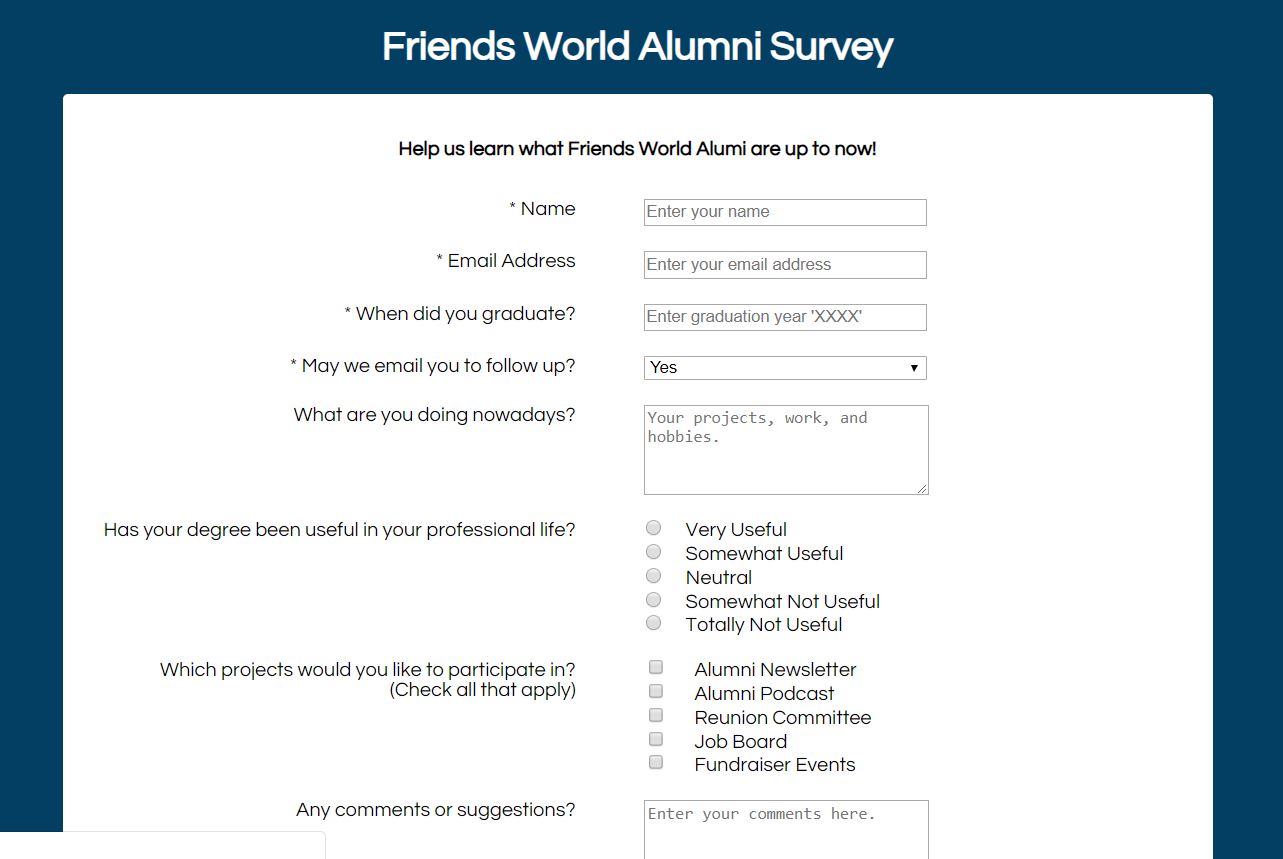 Friends World Alumni Survey
Help us learn what Friends World Alumi are up to now!
* Name
Enter your name
* Email Address
Enter your email address
* When did you graduate?
Enter graduation year 'XXXX'
* May we email you to follow up?
Yes
What are you doing nowadays?
Your projects, work, and
hobbies.
Has your degree been useful in your professional life?
Very Useful
Somewhat Useful
Neutral
Somewhat Not Useful
Totally Not Useful
Which projects would you like to participate in?
(Check all that apply)
Alumni Newsletter
Alumni Podcast
Reunion Committee
Job Board
Fundraiser Events
Any comments or suggestions?
Enter your comments here.